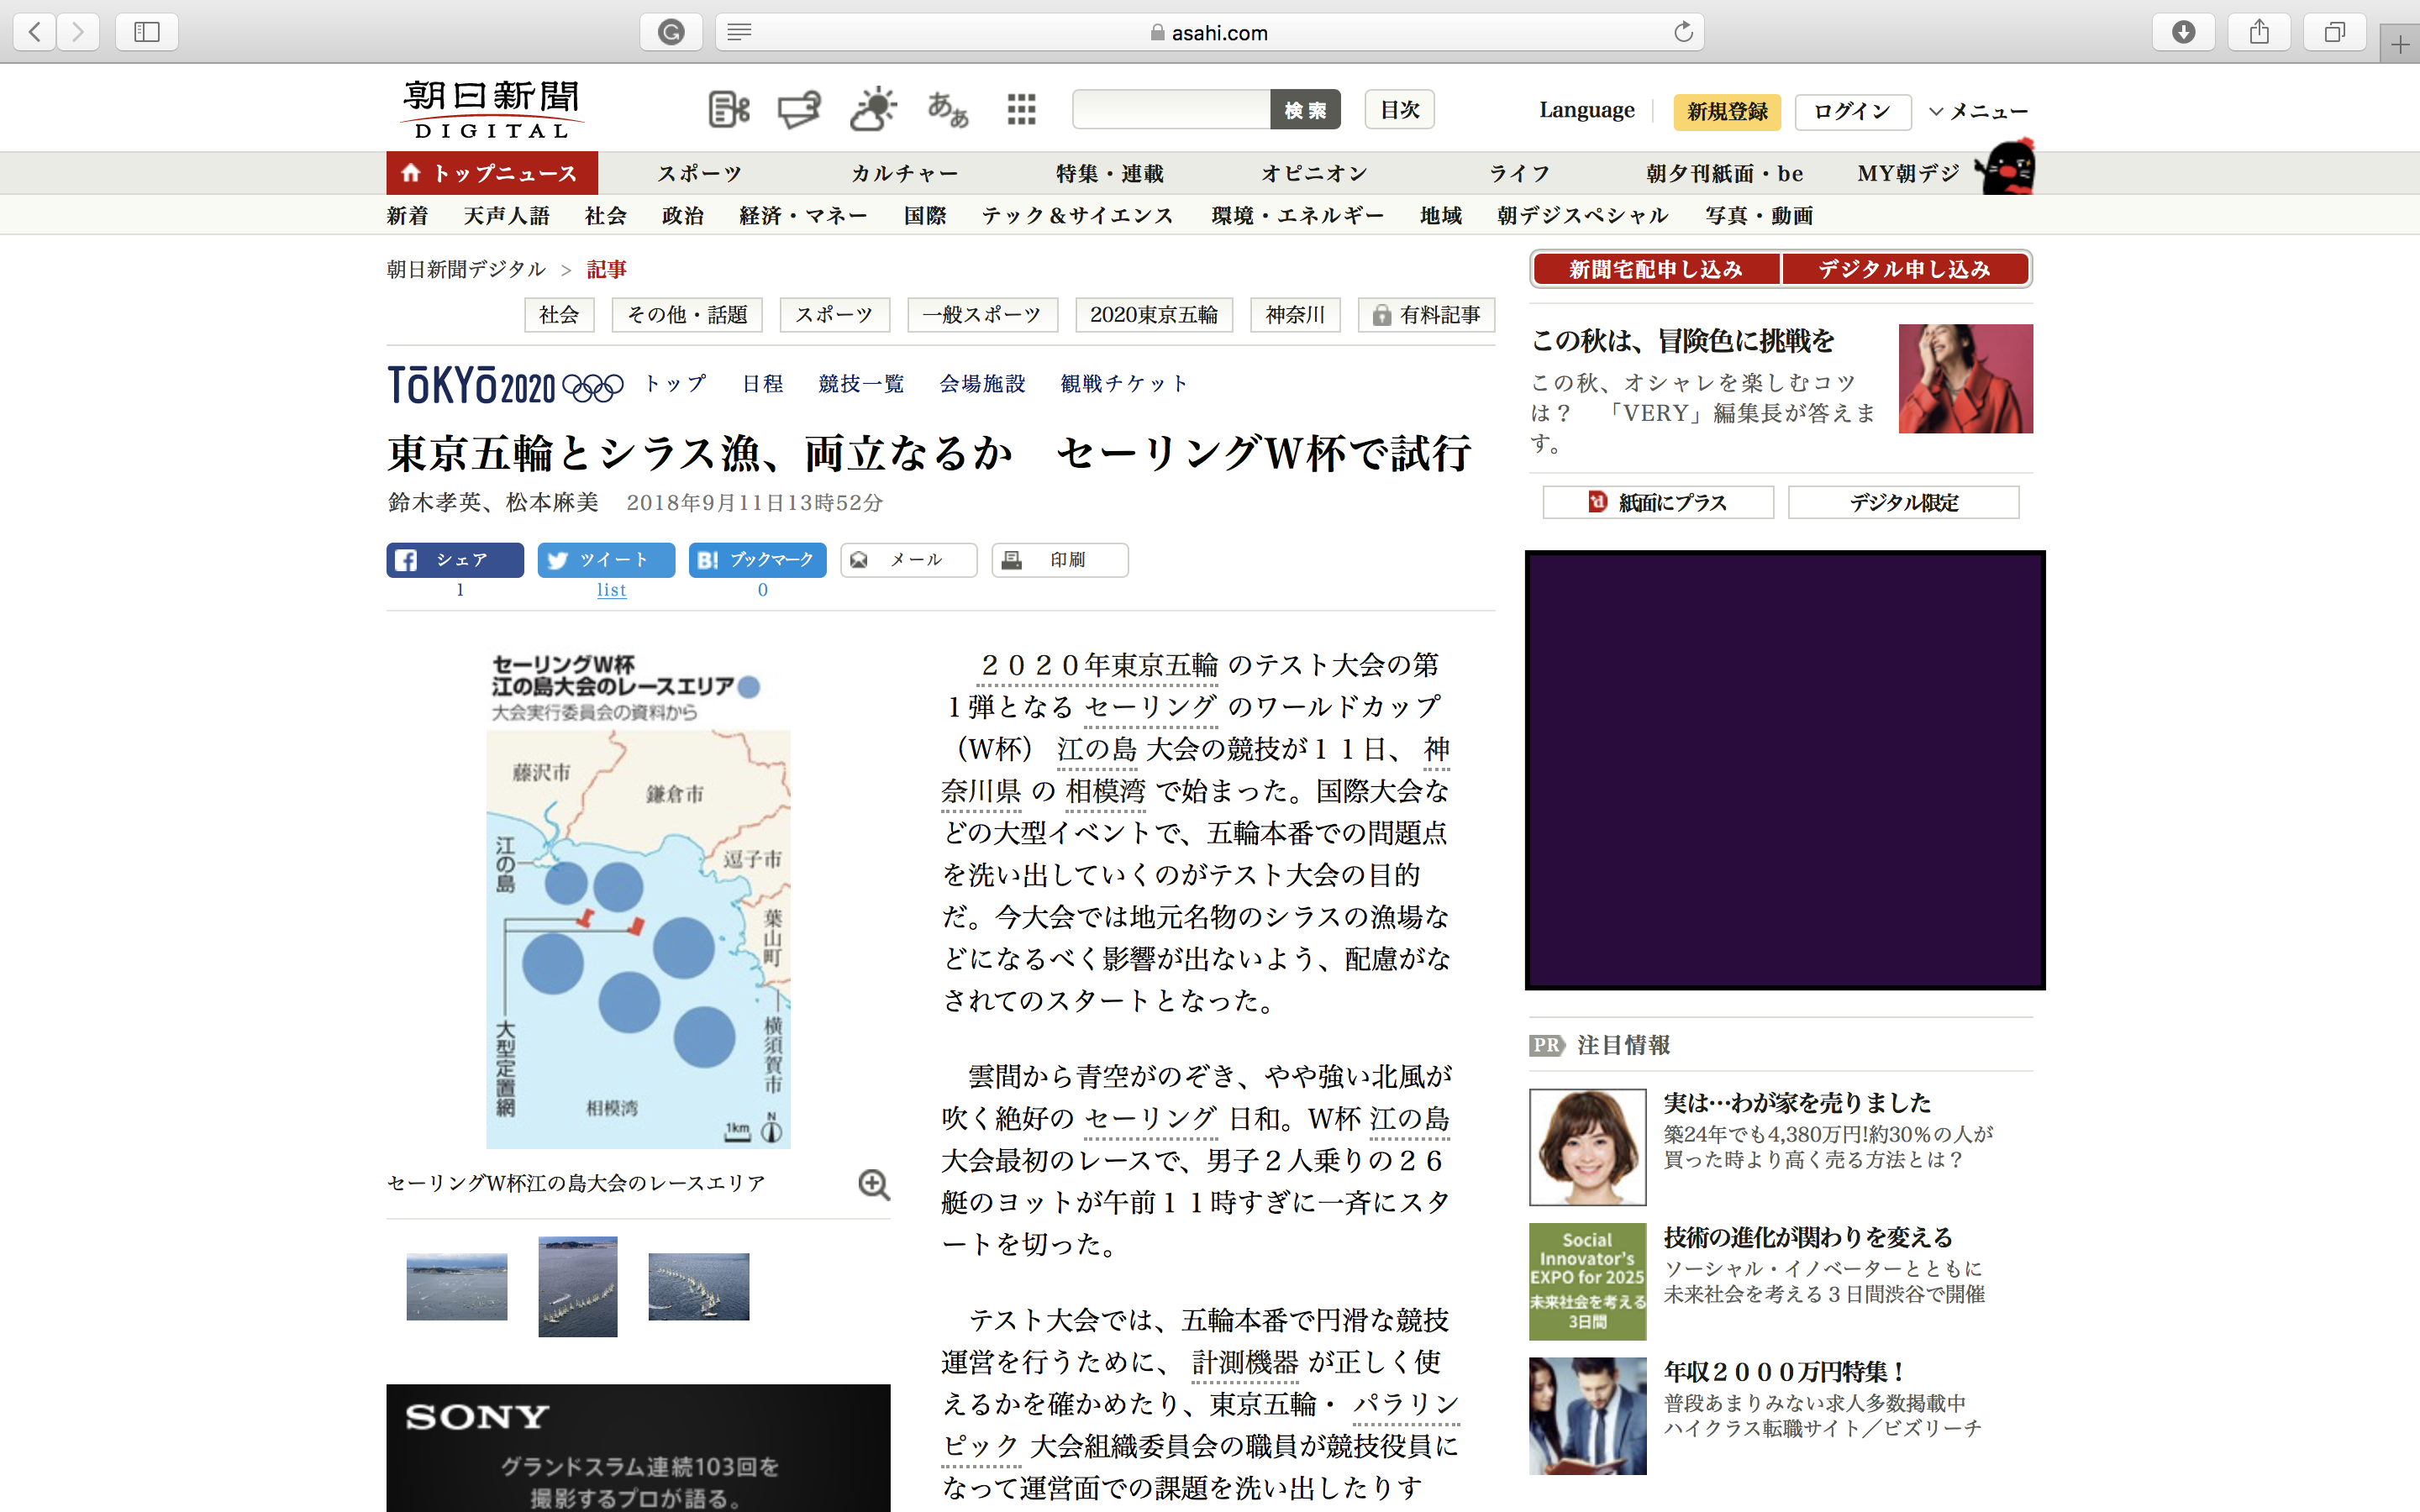 asahi.com
朝日新聞
DIGITAL
検索
目次
Language
新規登録
ログイン
メニュー
トップニュース
スポーツ
カルチャー
特集・連載
オピニオン
ライフ
朝夕刊紙面・be
MY朝デジ
新着
天声人語
社会
政治
経済・マネー
国際
テック＆サイエンス
環境・エネルギー
地域
朝デジスペシャル
写真・動画
朝日新聞デジタル > 記事
社会
その他・話題
スポーツ
一般スポーツ
2020東京五輪
神奈川
有料記事
TōKYō 2020
トップ
日程
競技一覧
会場施設
観戦チケット
東京五輪とシラス漁、両立なるか　セーリングW杯で試行
鈴木孝英、松本麻美　2018年9月11日13時52分
シェア
ツイート
B! ブックマーク
メール
印刷
1
list
0
セーリングW杯
江の島大会のレースエリア
大会実行委員会の資料から
藤沢市
鎌倉市
逗子市
江の島
葉山町
横須賀市
大型定置網
相模湾
1km
N
セーリングW杯江の島大会のレースエリア
SONY
グランドスラム連続103回を
撮影するプロが語る。
２０２０年東京五輪のテスト大会の第
１弾となるセーリングのワールドカップ
（W杯）江の島大会の競技が１１日、神
奈川県の相模湾で始まった。国際大会な
どの大型イベントで、五輪本番での問題点
を洗い出していくのがテスト大会の目的
だ。今大会では地元名物のシラスの漁場な
どになるべく影響が出ないよう、配慮がな
されてのスタートとなった。
雲間から青空がのぞき、やや強い北風が
吹く絶好のセーリング日和。W杯江の島
大会最初のレースで、男子２人乗りの２６
艇のヨットが午前１１時すぎに一斉にスタ
ートを切った。
テスト大会では、五輪本番で円滑な競技
運営を行うために、計測機器が正しく使
えるかを確かめたり、東京五輪・パラリン
ピック大会組織委員会の職員が競技役員に
なって運営面での課題を洗い出したりす
新聞宅配申し込み
デジタル申し込み
この秋は、冒険色に挑戦を
この秋、オシャレを楽しむコツ
は？　「VERY」編集長が答えま
す。
紙面にプラス
デジタル限定
PR 注目情報
実は…わが家を売りました
築24年でも4,380万円!約30%の人が
買った時より高く売る方法とは？
Social
Innovator's
EXPO for 2025
未来社会を考える
3日間
技術の進化が関わりを変える
ソーシャル・イノベーターとともに
未来社会を考える３日間渋谷で開催
年収２０００万円特集！
普段あまりみない求人多数掲載中
ハイクラス転職サイト／ビズリーチ